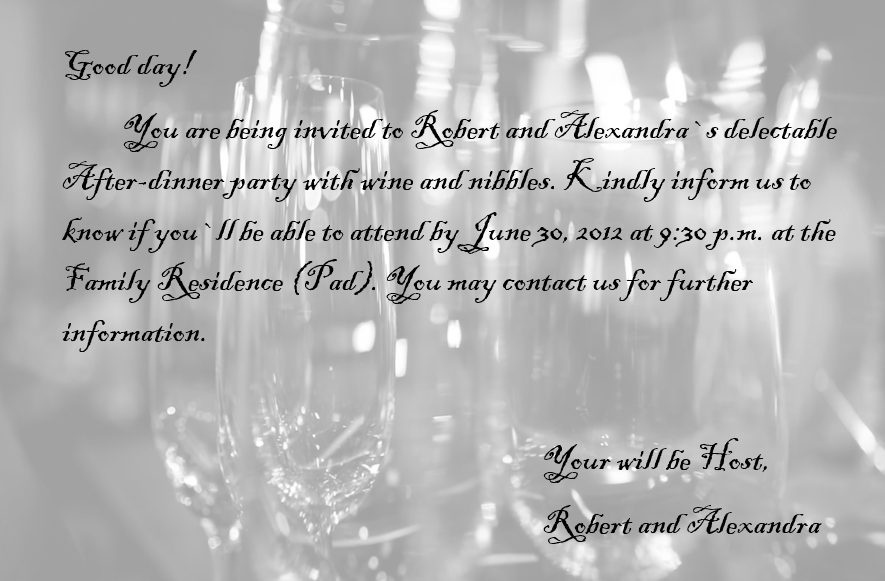 Good day!
You are being invited to Robert and Alexandra`s delectable
After-dinner party with wine and nibbles. Kindly inform us to
know if you`ll be able to attend by June 30, 2012 at 9:30 p.m. at the
Family Residence (Pad). You may contact us for further
information.
Your will be Host,
Robert and Alexandra